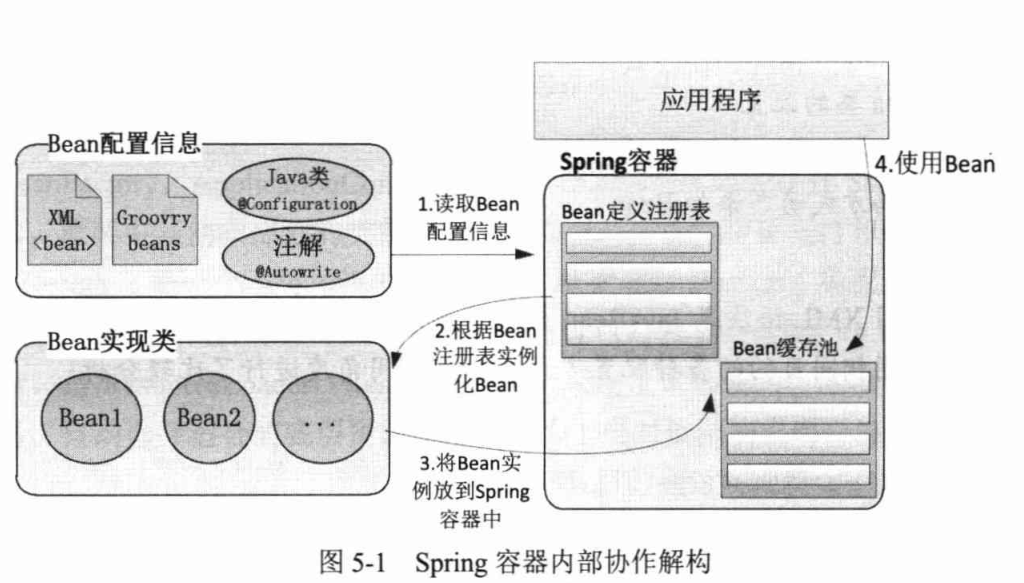 应用程序
Bean配置信息
XML
<bean>
Groovry
beans
Java类
@Configuration
注解
@Autowrite
1.读取Bean
配置信息
Spring容器
4.使用Bean
Bean定义注册表
2.根据Bean
注册表实例
化Bean
Bean实现类
Bean1
Bean2
...
Bean缓存池
3.将Bean实
例放到Spring
容器中
图 5-1 Spring 容器内部协作解构